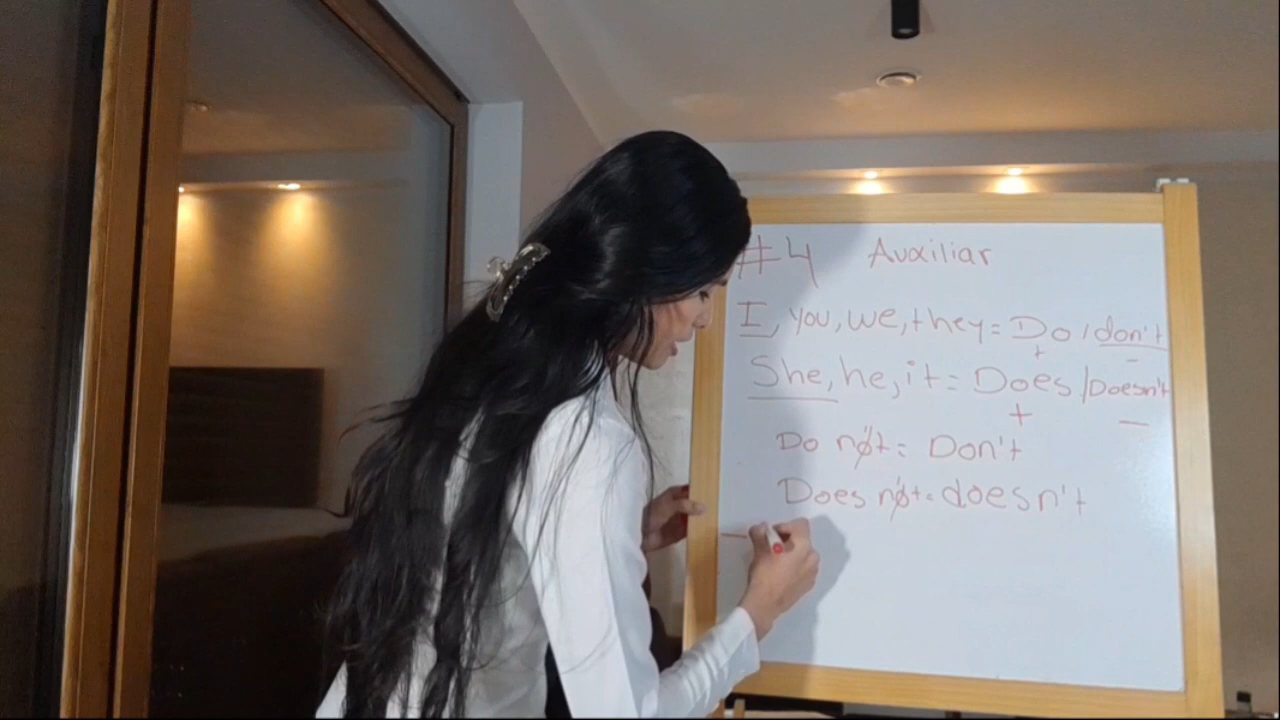 #4 Auxiliar
I, you, we, they = Do / don't
+ -
She, he, it = Does / Doesn't
+ -
Do not = Don't
Does not = doesn't